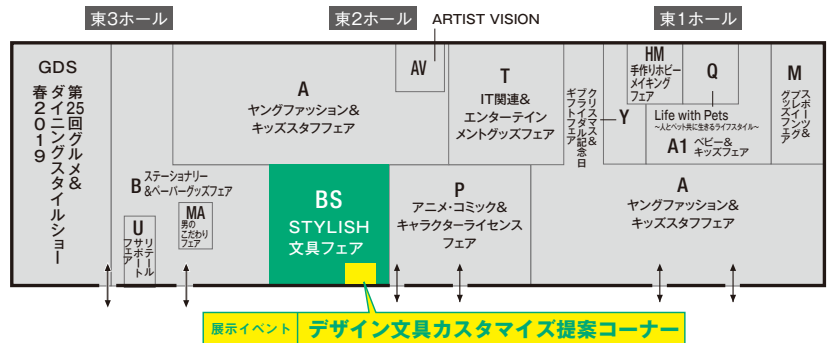 東3ホール
東2ホール
ARTIST VISION
東1ホール
GDS
第25回グルメ&
ダイニングスタイルショー
春2019
A
ヤングファッション&
キッズスタッフフェア
AV
T
IT関連&
エンターテイン
メントグッズフェア
クリスマス&
ブライダル記念日
ギフトフェア
Y
HM
手作りホビー
メイキング
フェア
Q
Life with Pets
~人とペット共に生きるライフスタイル~
A1
ベビー&
キッズフェア
M
スポーツ&
プレイング
グッズフェア
B
ステーショナリー
&ペーパーグッズフェア
U
リテール
サポート
フェア
MA
男の
こだわり
フェア
BS
STYLISH
文具フェア
P
アニメ・コミック&
キャラクターライセンス
フェア
A
ヤングファッション&
キッズスタッフフェア
展示イベント
デザイン文具カスタマイズ提案コーナー